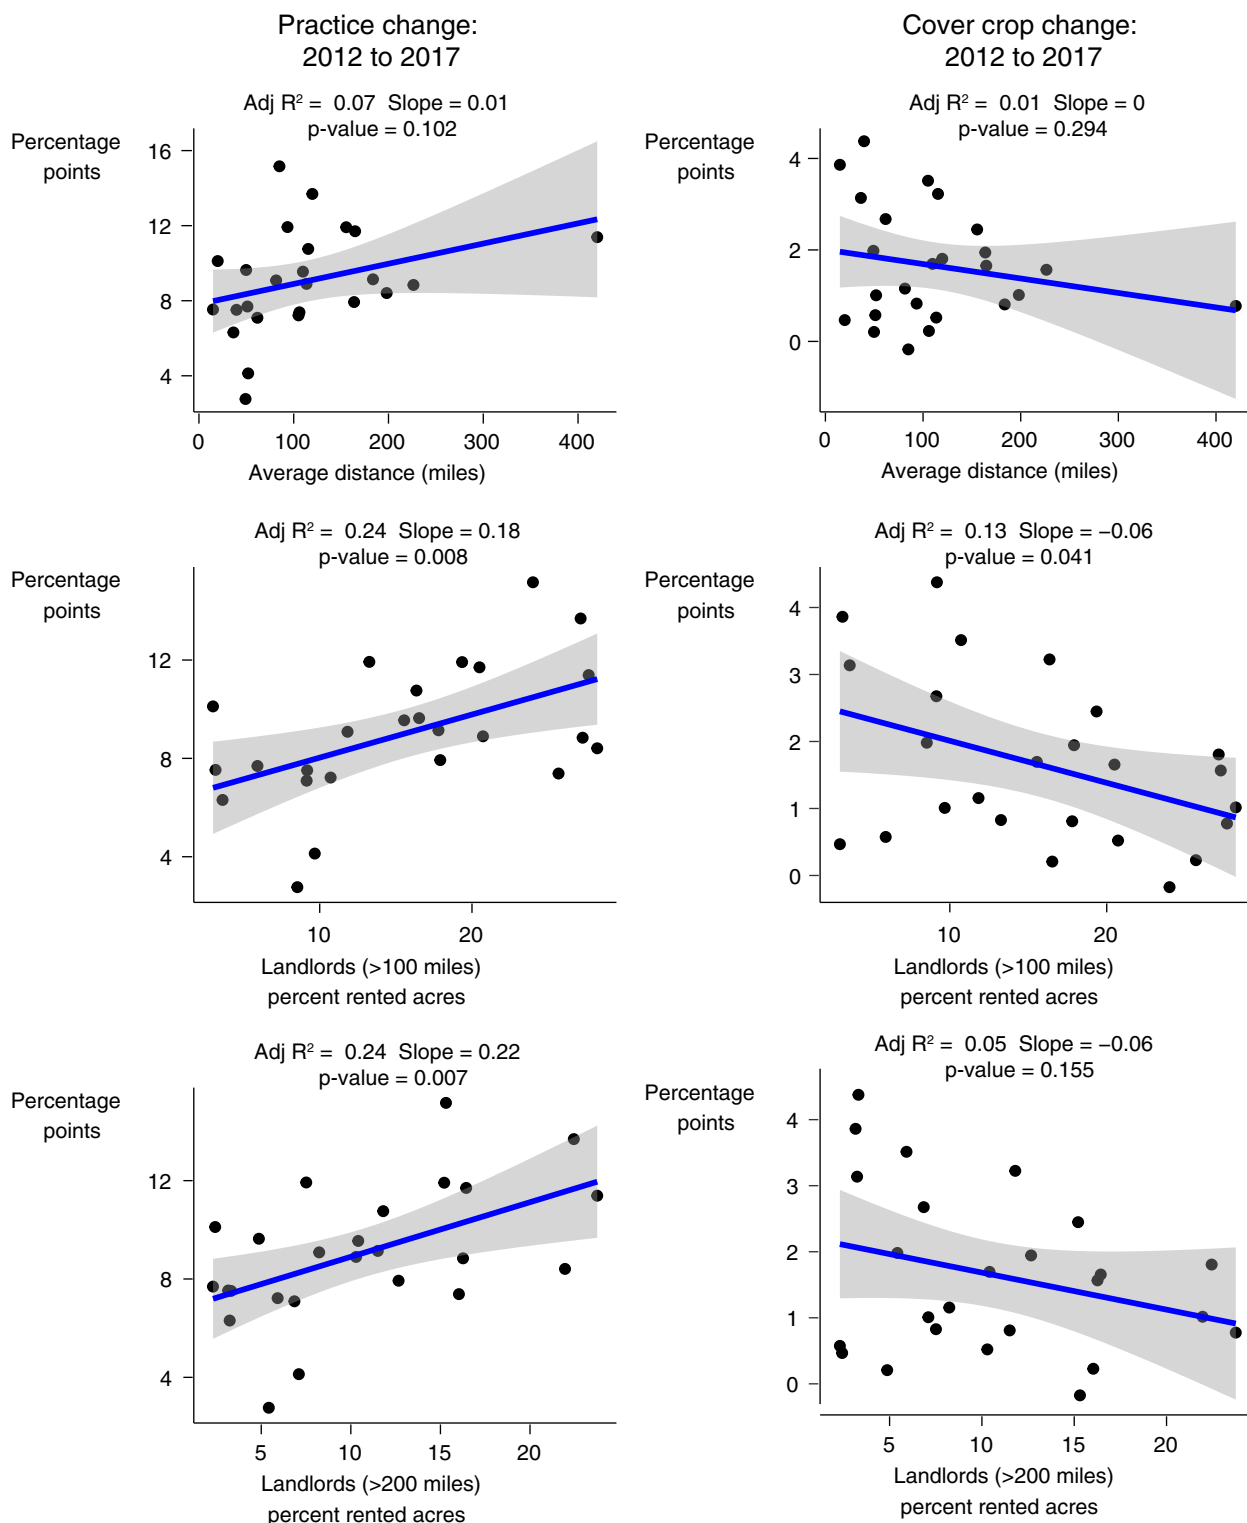 Practice change:
2012 to 2017
Adj R² = 0.07 Slope = 0.01
p-value = 0.102
Percentage
points
16
12
8
4
0 100 200 300 400
Average distance (miles)
Cover crop change:
2012 to 2017
Adj R² = 0.01 Slope = 0
p-value = 0.294
Percentage
points
4
2
0
0 100 200 300 400
Average distance (miles)
Adj R² = 0.24 Slope = 0.18
p-value = 0.008
Percentage
points
12
8
4
10 20
Landlords (>100 miles)
percent rented acres
Adj R² = 0.13 Slope = −0.06
p-value = 0.041
Percentage
points
4
3
2
1
0
10 20
Landlords (>100 miles)
percent rented acres
Adj R² = 0.24 Slope = 0.22
p-value = 0.007
Percentage
points
12
8
4
5 10 15 20
Landlords (>200 miles)
percent rented acres
Adj R² = 0.05 Slope = −0.06
p-value = 0.155
Percentage
points
4
3
2
1
0
5 10 15 20
Landlords (>200 miles)
percent rented acres